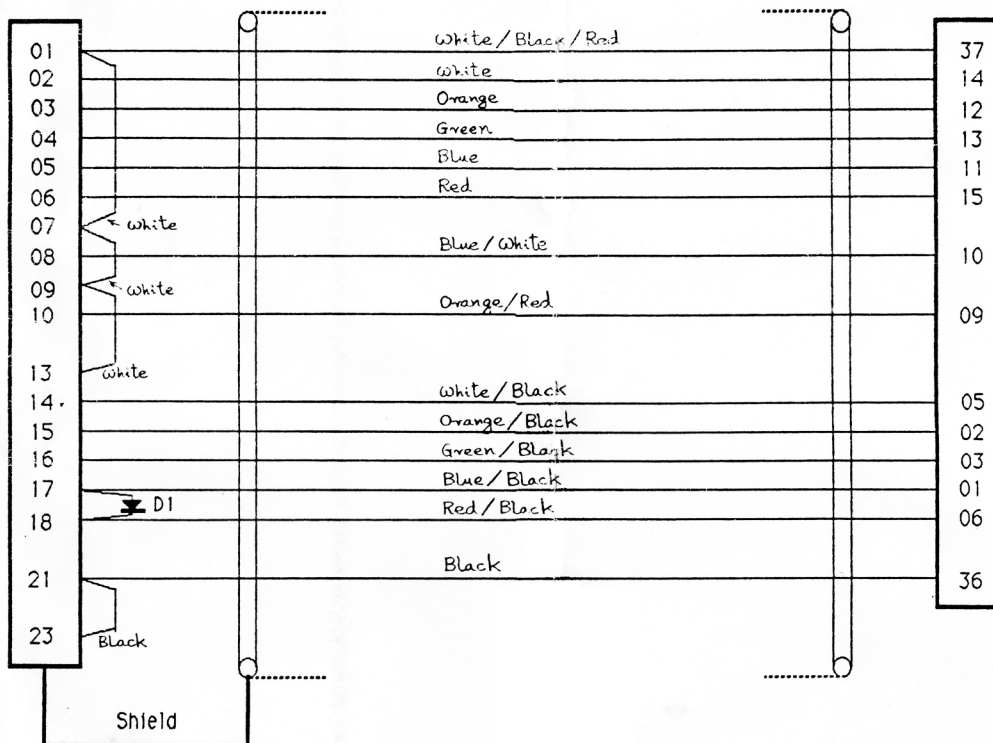 White/Black/Red
01 37
White
02 14
Orange
03 12
Green
04 13
Blue
05 11
Red
06 15
07 White
Blue/White
08 10
09 White
Orange/Red
10 09
13 White
White/Black
14. 05
Orange/Black
15 02
Green/Black
16 03
Blue/Black
17 01
D1 Red/Black
18 06
Black
21 36
23 Black
Shield